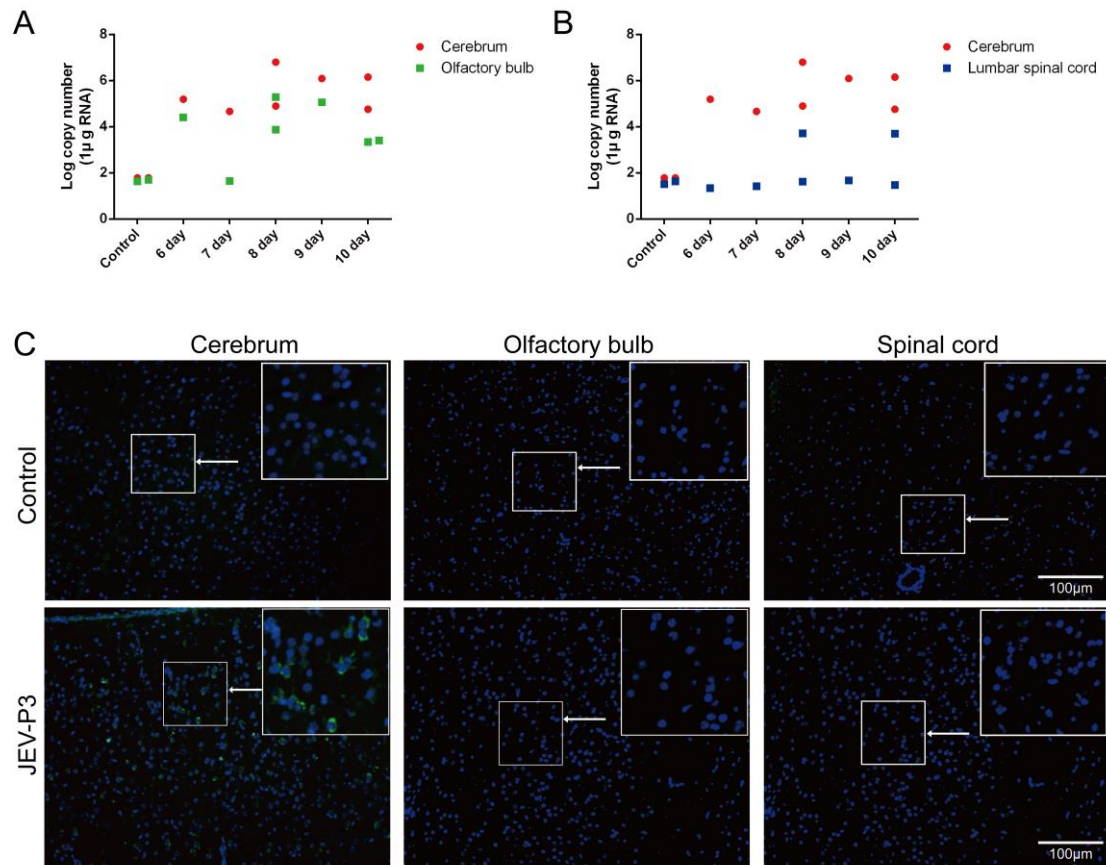 A
Log copy number
(1μ g RNA)
8
6
4
2
0
Control
6 day
7 day
8 day
9 day
10 day
Cerebrum
Olfactory bulb
B
Log copy number
(1μ g RNA)
8
6
4
2
0
Control
6 day
7 day
8 day
9 day
10 day
Cerebrum
Lumbar spinal cord
C
Cerebrum
Olfactory bulb
Spinal cord
Control
100μm
JEV-P3
100μm